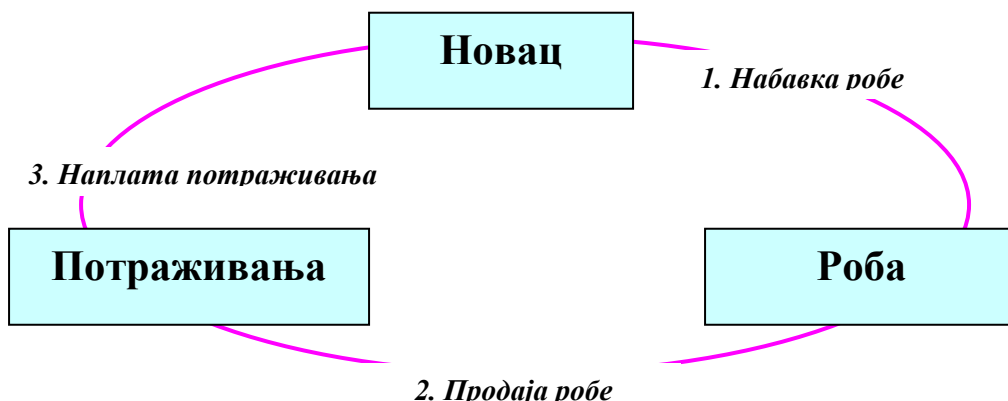 Новац
1. Набавка робе
3. Наплата потраживања
Потраживања
Роба
2. Продаја робе